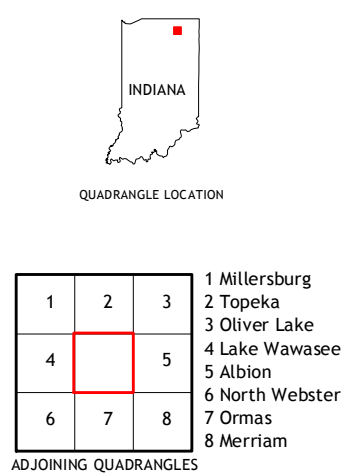 INDIANA
QUADRANGLE LOCATION
1 2 3
4 5
6 7 8
1 Millersburg
2 Topeka
3 Oliver Lake
4 Lake Wawasee
5 Albion
6 North Webster
7 Ormas
8 Merriam
ADJOINING QUADRANGLES